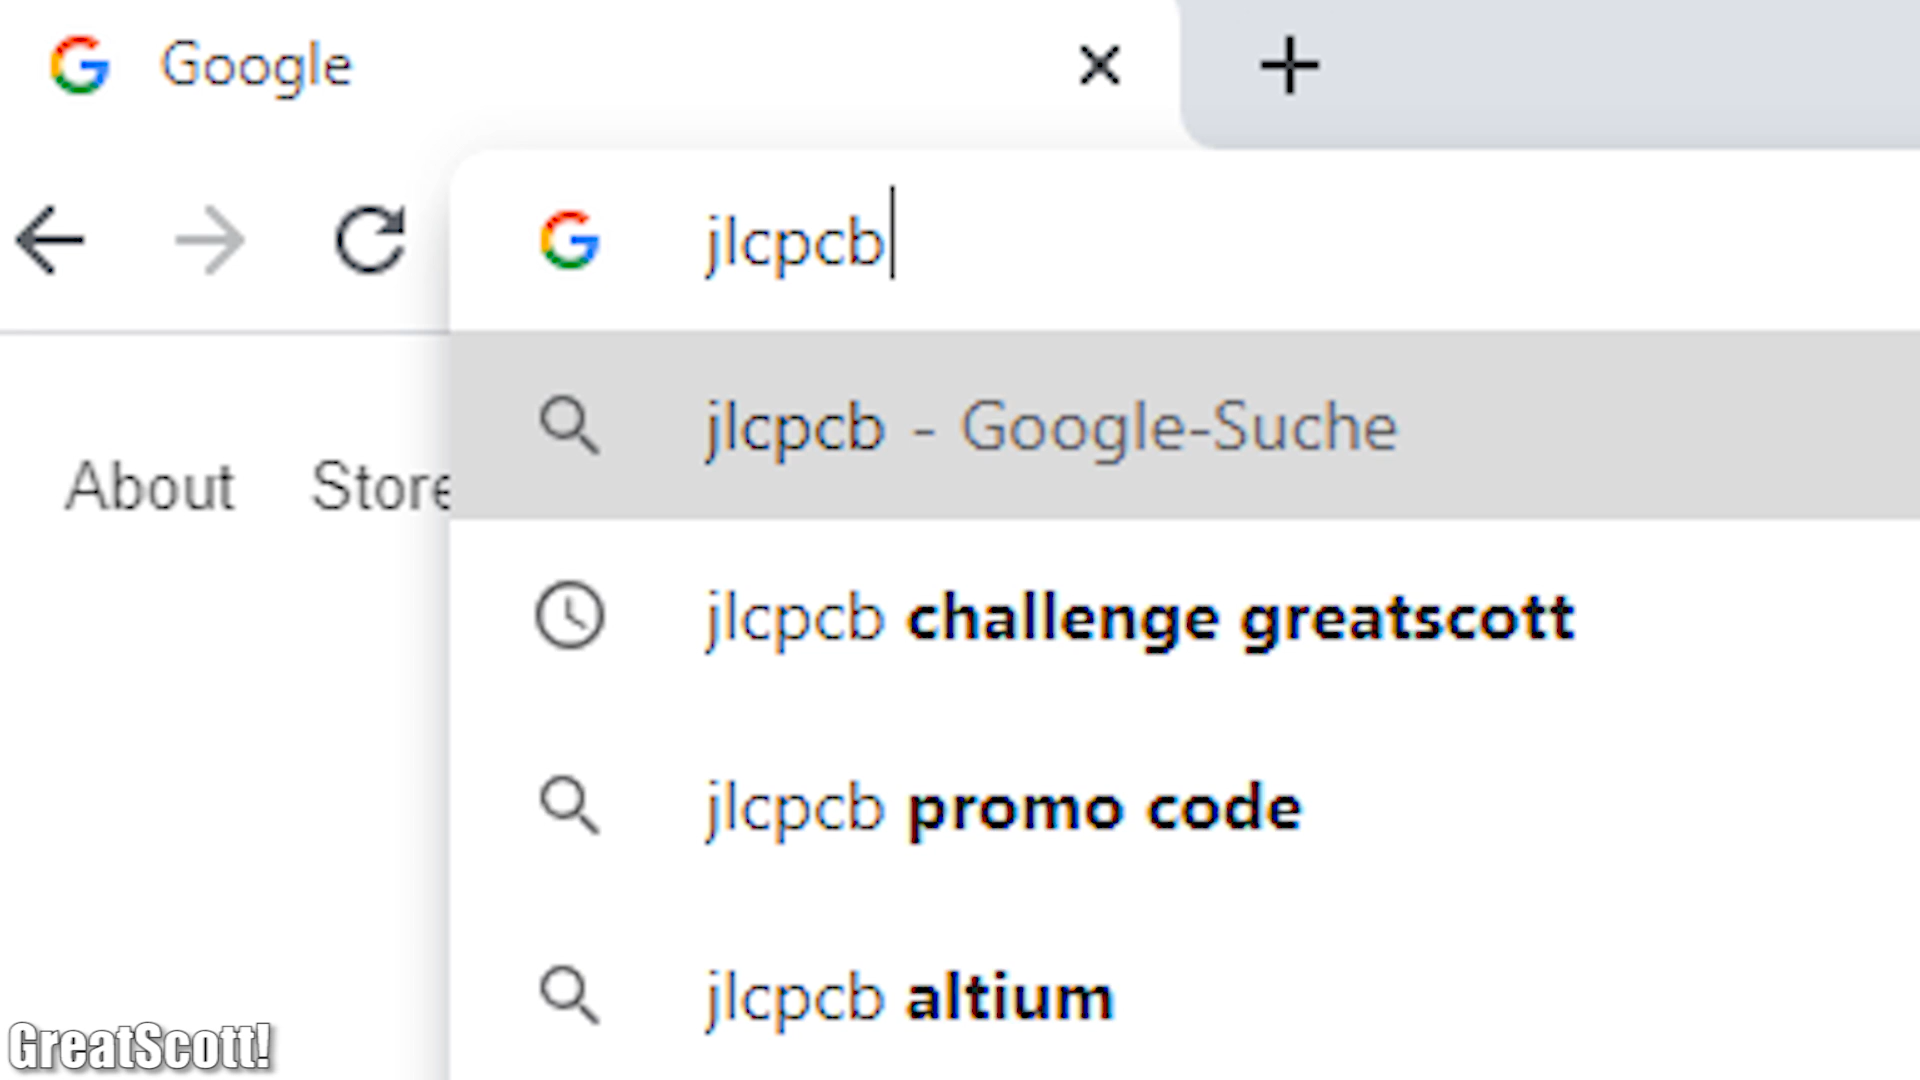 Google
jlcpcb
jlcpcb - Google-Suche
About Store
jlcpcb challenge greatscott
jlcpcb promo code
jlcpcb altium
GreatScott!